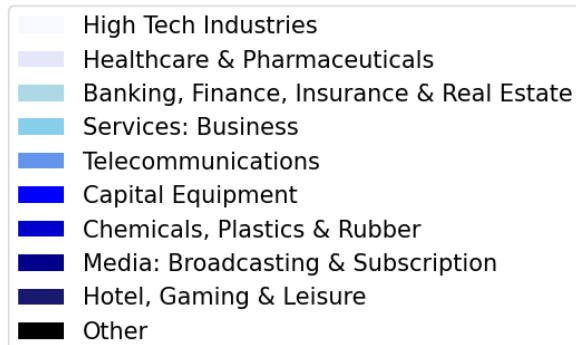 High Tech Industries
Healthcare & Pharmaceuticals
Banking, Finance, Insurance & Real Estate
Services: Business
Telecommunications
Capital Equipment
Chemicals, Plastics & Rubber
Media: Broadcasting & Subscription
Hotel, Gaming & Leisure
Other